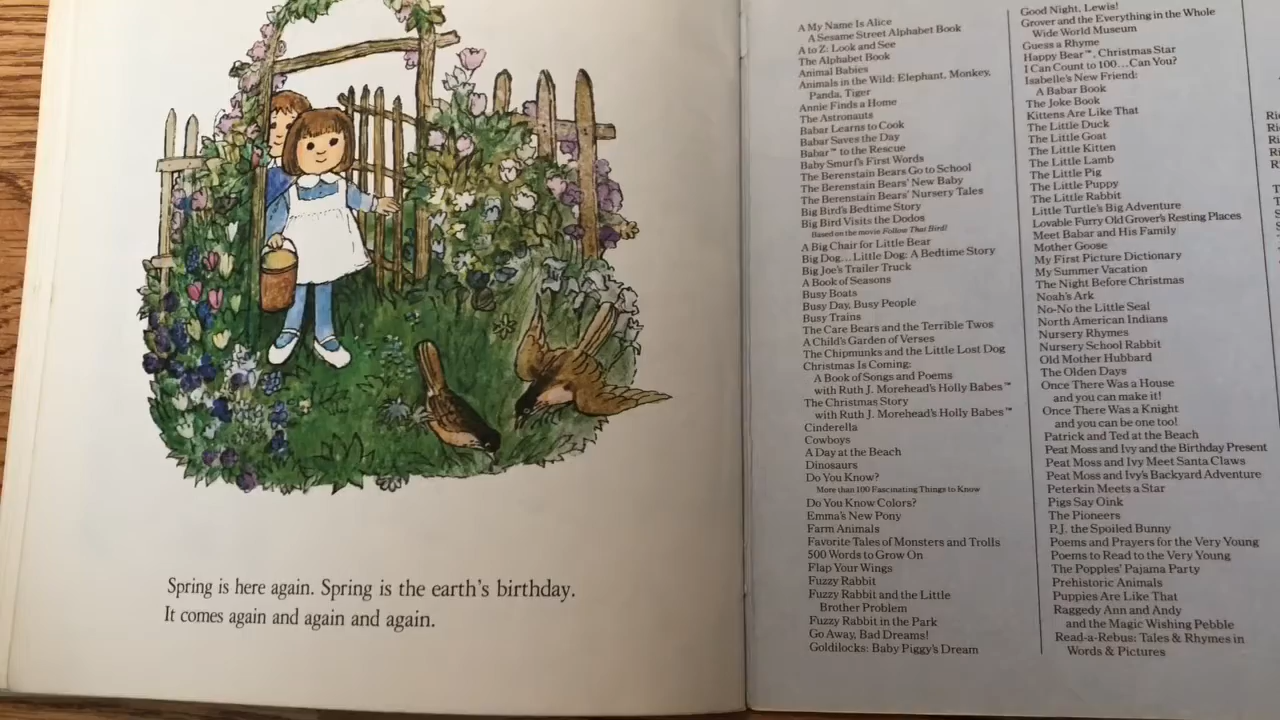 Spring is here again. Spring is the earth's birthday.
It comes again and again and again.
A My Name Is Alice
A Sesame Street Alphabet Book
A to Z: Look and See
The Alphabet Book
Animal Babies
Animals in the Wild: Elephant, Monkey,
Panda, Tiger
Annie Finds a Home
The Astronauts
Babar Learns to Cook
Babar Saves the Day
Babar™ to the Rescue
Baby Smurf's First Words
The Berenstain Bears Go to School
The Berenstain Bears' New Baby
The Berenstain Bears' Nursery Tales
Big Bird's Bedtime Story
Big Bird Visits the Dodos
Based on the movie Follow That Bird!
A Big Chair for Little Bear
Big Dog...Little Dog: A Bedtime Story
Big Joe's Trailer Truck
A Book of Seasons
Busy Boats
Busy Day, Busy People
Busy Trains
The Care Bears and the Terrible Twos
A Child's Garden of Verses
The Chipmunks and the Little Lost Dog
Christmas Is Coming:
A Book of Songs and Poems
with Ruth J. Morehead's Holly Babes™
The Christmas Story
with Ruth J. Morehead's Holly Babes™
Cinderella
Cowboys
A Day at the Beach
Dinosaurs
Do You Know?
More than 100 Fascinating Things to Know
Do You Know Colors?
Emma's New Pony
Farm Animals
Favorite Tales of Monsters and Trolls
500 Words to Grow On
Flap Your Wings
Fuzzy Rabbit
Fuzzy Rabbit and the Little
Brother Problem
Fuzzy Rabbit in the Park
Go Away, Bad Dreams!
Goldilocks: Baby Piggy's Dream
Good Night, Lewis!
Grover and the Everything in the Whole
Wide World Museum
Guess a Rhyme
Happy Bear™, Christmas Star
I Can Count to 100...Can You?
Isabelle's New Friend:
A Babar Book
The Joke Book
Kittens Are Like That
The Little Duck
The Little Goat
The Little Kitten
The Little Lamb
The Little Pig
The Little Puppy
The Little Rabbit
Little Turtle's Big Adventure
Lovable Furry Old Grover's Resting Places
Meet Babar and His Family
Mother Goose
My First Picture Dictionary
My Summer Vacation
The Night Before Christmas
Noah's Ark
No-No the Little Seal
North American Indians
Nursery Rhymes
Nursery School Rabbit
Old Mother Hubbard
The Olden Days
Once There Was a House
and you can make it!
Once There Was a Knight
and you can be one too!
Patrick and Ted at the Beach
Peat Moss and Ivy and the Birthday Present
Peat Moss and Ivy Meet Santa Claws
Peat Moss and Ivy's Backyard Adventure
Peterkin Meets a Star
Pigs Say Oink
The Pioneers
P.J. the Spoiled Bunny
Poems and Prayers for the Very Young
Poems to Read to the Very Young
The Popples' Pajama Party
Prehistoric Animals
Puppies Are Like That
Raggedy Ann and Andy
and the Magic Wishing Pebble
Read-a-Rebus: Tales & Rhymes in
Words & Pictures